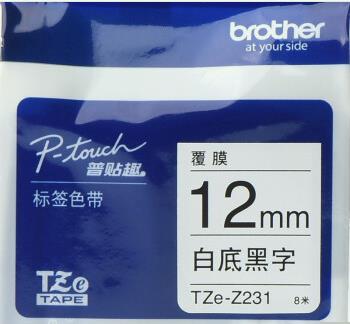 brother
at your side
P-touch
普贴趣
标签色带
TZe
TAPE
覆膜
12mm
白底黑字
TZe-Z231 8米